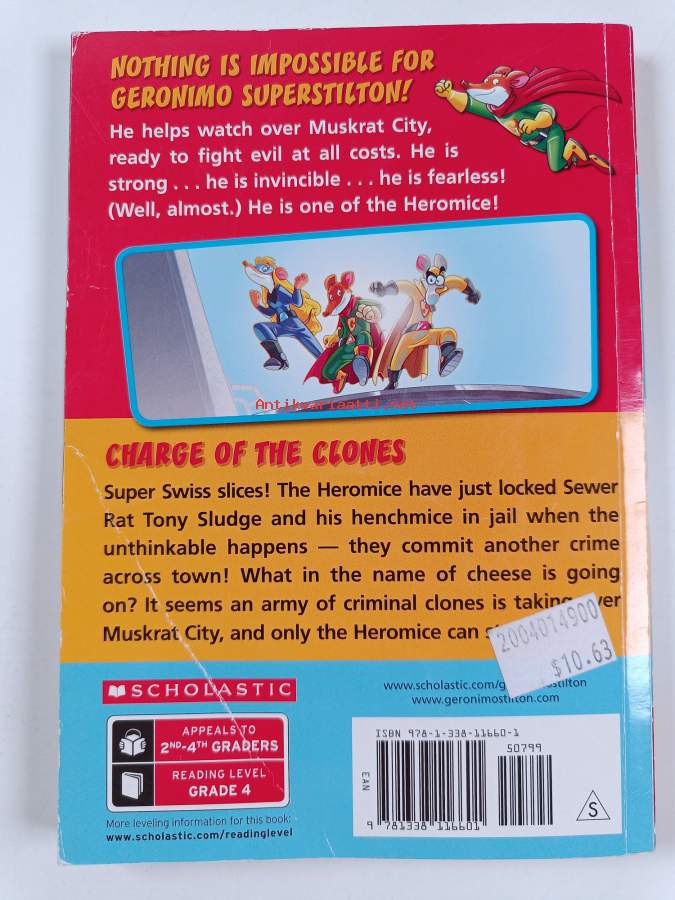 NOTHING IS IMPOSSIBLE FOR
GERONIMO SUPERSTILTON!
He helps watch over Muskrat City,
ready to fight evil at all costs. He is
strong . . . he is invincible . . . he is fearless!
(Well, almost.) He is one of the Heromice!
Antikvariaatti.net
CHARGE OF THE CLONES
Super Swiss slices! The Heromice have just locked Sewer
Rat Tony Sludge and his henchmice in jail when the
unthinkable happens — they commit another crime
across town! What in the name of cheese is going
on? It seems an army of criminal clones is taking over
Muskrat City, and only the Heromice can
2004014900
$10.63
SCHOLASTIC
www.scholastic.com/geronimostilton
www.geronimostilton.com
APPEALS TO
2ND-4TH GRADERS
READING LEVEL
GRADE 4
More leveling information for this book:
www.scholastic.com/readinglevel
ISBN 978-1-338-11660-1
50799
EAN
9 781338 116601
S